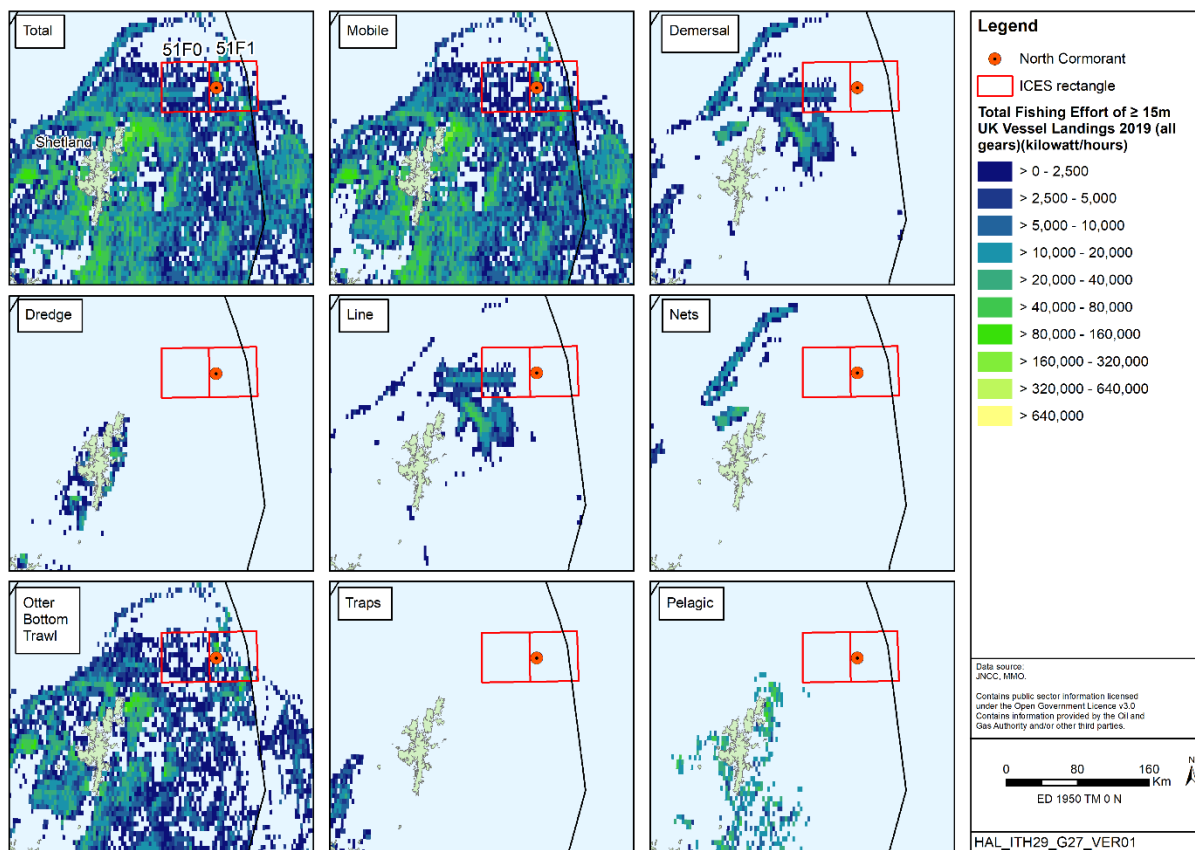 Total
51F0
51F1
Shetland
Mobile
Demersal
Dredge
Line
Nets
Otter
Bottom
Trawl
Traps
Pelagic
Legend
North Cormorant
ICES rectangle
Total Fishing Effort of ≥ 15m
UK Vessel Landings 2019 (all
gears)(kilowatt/hours)
> 0 - 2,500
> 2,500 - 5,000
> 5,000 - 10,000
> 10,000 - 20,000
> 20,000 - 40,000
> 40,000 - 80,000
> 80,000 - 160,000
> 160,000 - 320,000
> 320,000 - 640,000
> 640,000
Data source:
JNCC, MMO.
Contains public sector information licensed
under the Open Government Licence v3.0
Contains information provided by the Oil and
Gas Authority and/or other third parties.
0 80 160
Km
N
ED 1950 TM 0 N
HAL_ITH29_G27_VER01